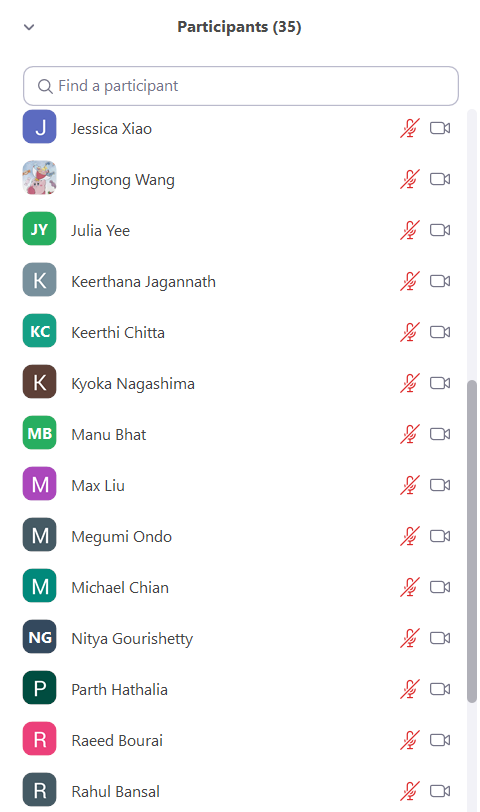 Participants (35)
Find a participant
J Jessica Xiao
Jingtong Wang
JY Julia Yee
K Keerthana Jagannath
KC Keerthi Chitta
K Kyoka Nagashima
MB Manu Bhat
M Max Liu
M Megumi Ondo
M Michael Chian
NG Nitya Gourishetty
P Parth Hathalia
R Raeed Bourai
R Rahul Bansal